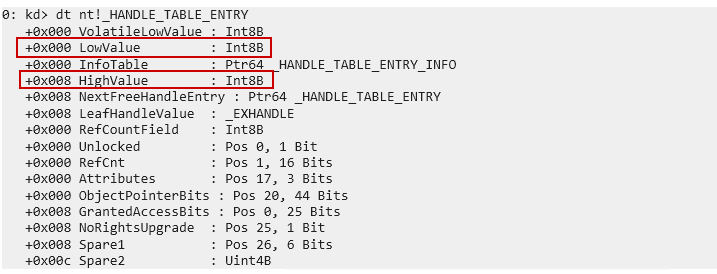 0: kd> dt nt!_HANDLE_TABLE_ENTRY
+0x000 VolatileLowValue : Int8B
+0x000 LowValue : Int8B
+0x000 InfoTable : Ptr64 _HANDLE_TABLE_ENTRY_INFO
+0x008 HighValue : Int8B
+0x008 NextFreeHandleEntry : Ptr64 _HANDLE_TABLE_ENTRY
+0x008 LeafHandleValue : _EXHANDLE
+0x000 RefCountField : Int8B
+0x000 Unlocked : Pos 0, 1 Bit
+0x000 RefCnt : Pos 1, 16 Bits
+0x000 Attributes : Pos 17, 3 Bits
+0x000 ObjectPointerBits : Pos 20, 44 Bits
+0x008 GrantedAccessBits : Pos 0, 25 Bits
+0x008 NoRightsUpgrade : Pos 25, 1 Bit
+0x008 Spare1 : Pos 26, 6 Bits
+0x00c Spare2 : Uint4B